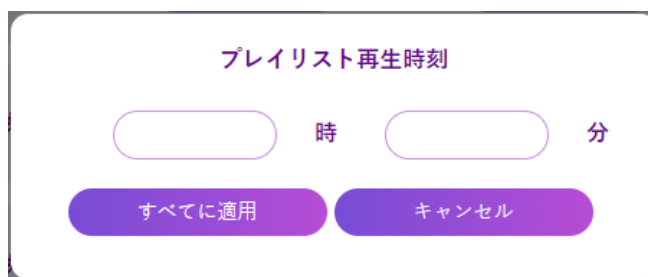 プレイリスト再生時刻
時 分
すべてに適用 キャンセル